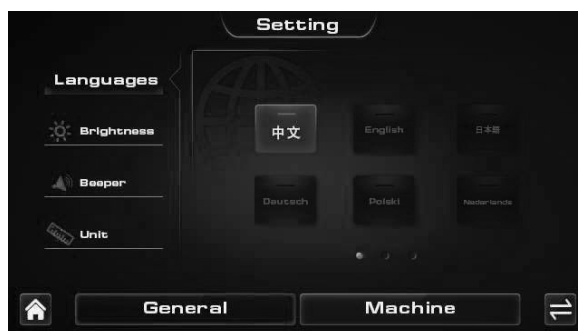 Setting
Languages
Brightness
Beeper
Unit
中文
English
日本語
Deutsch
Polski
Nederlands
General
Machine